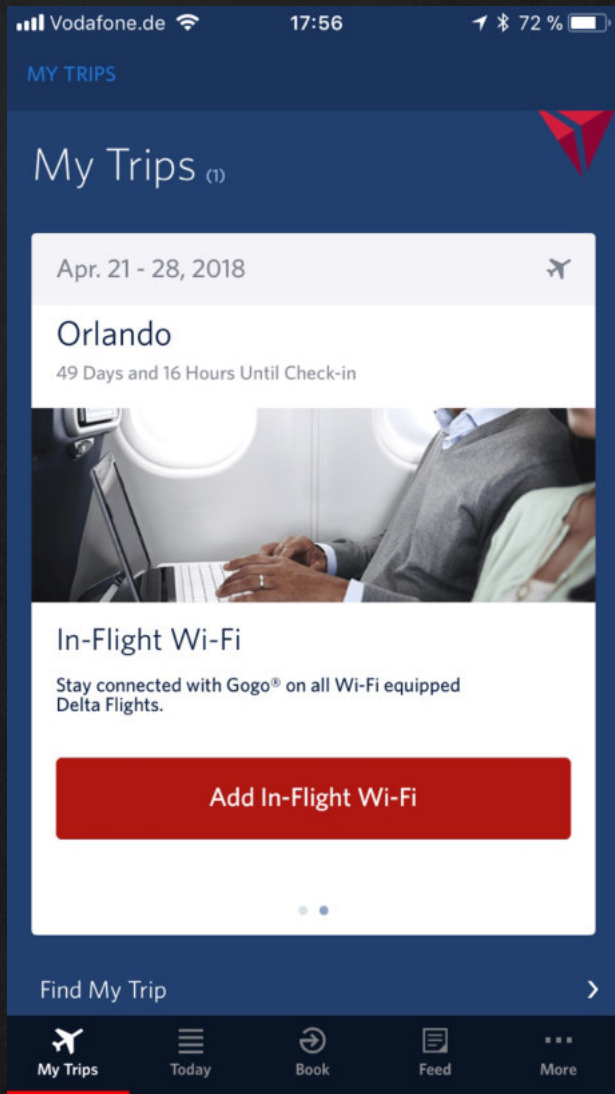 Vodafone.de 17:56 72 %
MY TRIPS
My Trips (1)
Apr. 21 - 28, 2018
Orlando
49 Days and 16 Hours Until Check-in
In-Flight Wi-Fi
Stay connected with Gogo® on all Wi-Fi equipped
Delta Flights.
Add In-Flight Wi-Fi
Find My Trip
My Trips Today Book Feed More